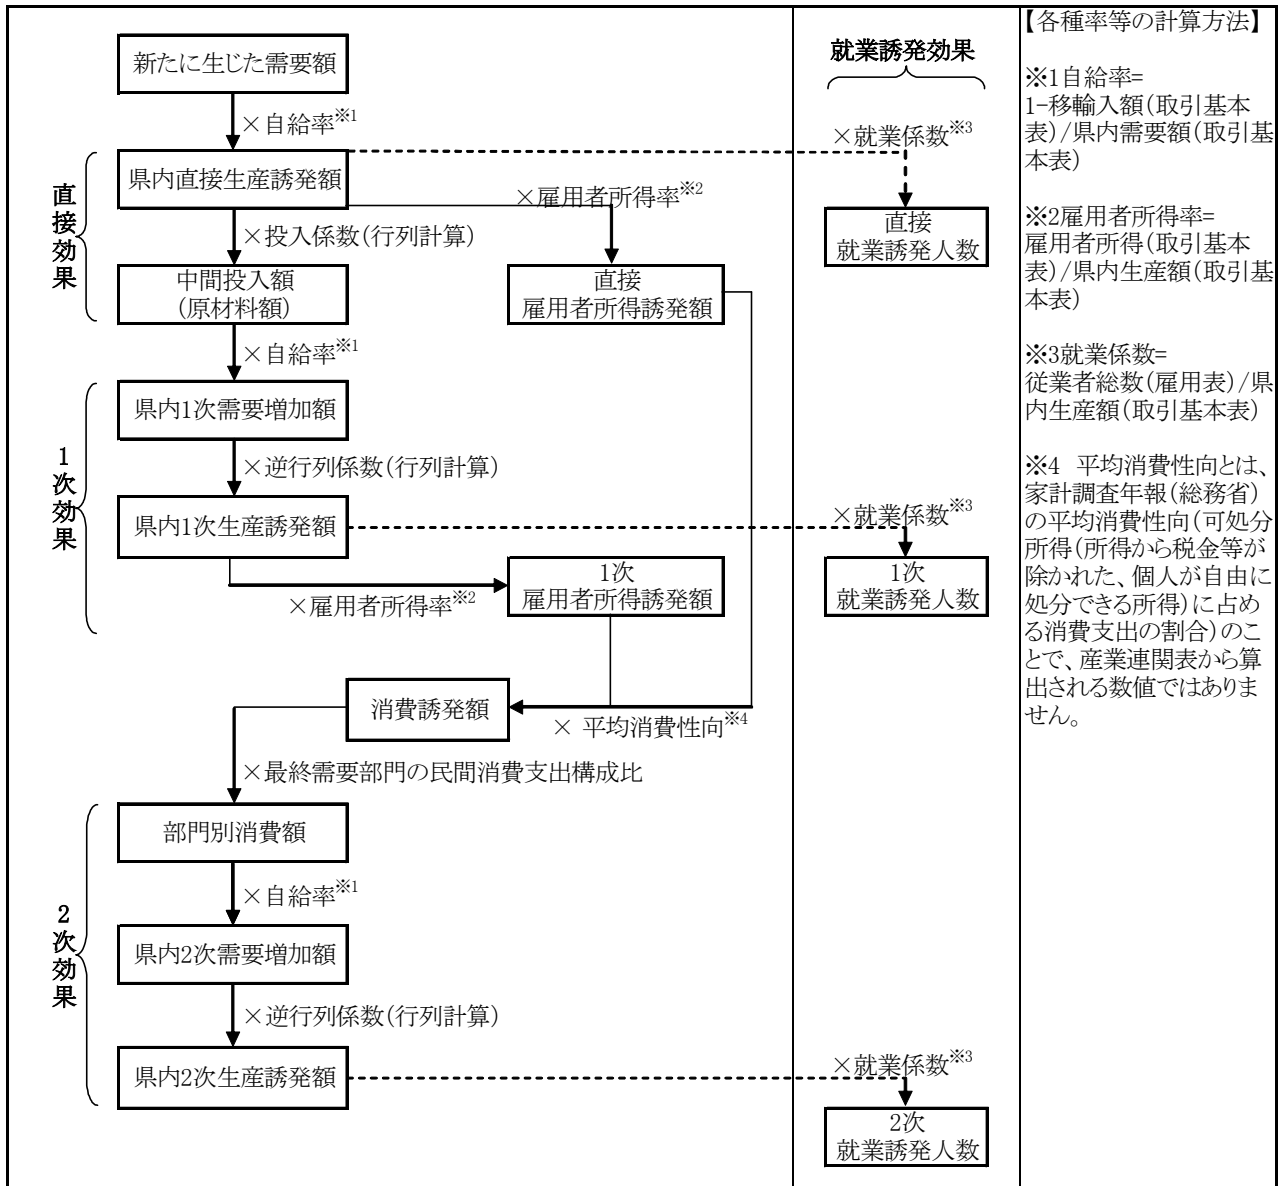 新たに生じた需要額
×自給率※1
直接効果
県内直接生産誘発額
×雇用者所得率※2
×投入係数(行列計算)
中間投入額
(原材料額)
直接
雇用者所得誘発額
×自給率※1
1次効果
県内1次需要増加額
×逆行列係数(行列計算)
県内1次生産誘発額
×雇用者所得率※2
1次
雇用者所得誘発額
消費誘発額
× 平均消費性向※4
×最終需要部門の民間消費支出構成比
2次効果
部門別消費額
×自給率※1
県内2次需要増加額
×逆行列係数(行列計算)
県内2次生産誘発額
就業誘発効果
×就業係数※3
直接
就業誘発人数
×就業係数※3
1次
就業誘発人数
×就業係数※3
2次
就業誘発人数
【各種率等の計算方法】
※1自給率=
1-移輸入額(取引基本
表)/県内需要額(取引基
本表)
※2雇用者所得率=
雇用者所得(取引基本
表)/県内生産額(取引基
本表)
※3就業係数=
従業者総数(雇用表)/県
内生産額(取引基本表)
※4 平均消費性向とは、
家計調査年報(総務省)
の平均消費性向(可処分
所得(所得から税金等が
除かれた、個人が自由に
処分できる所得)に占め
る消費支出の割合)のこ
とで、産業連関表から算
出される数値ではありま
せん。